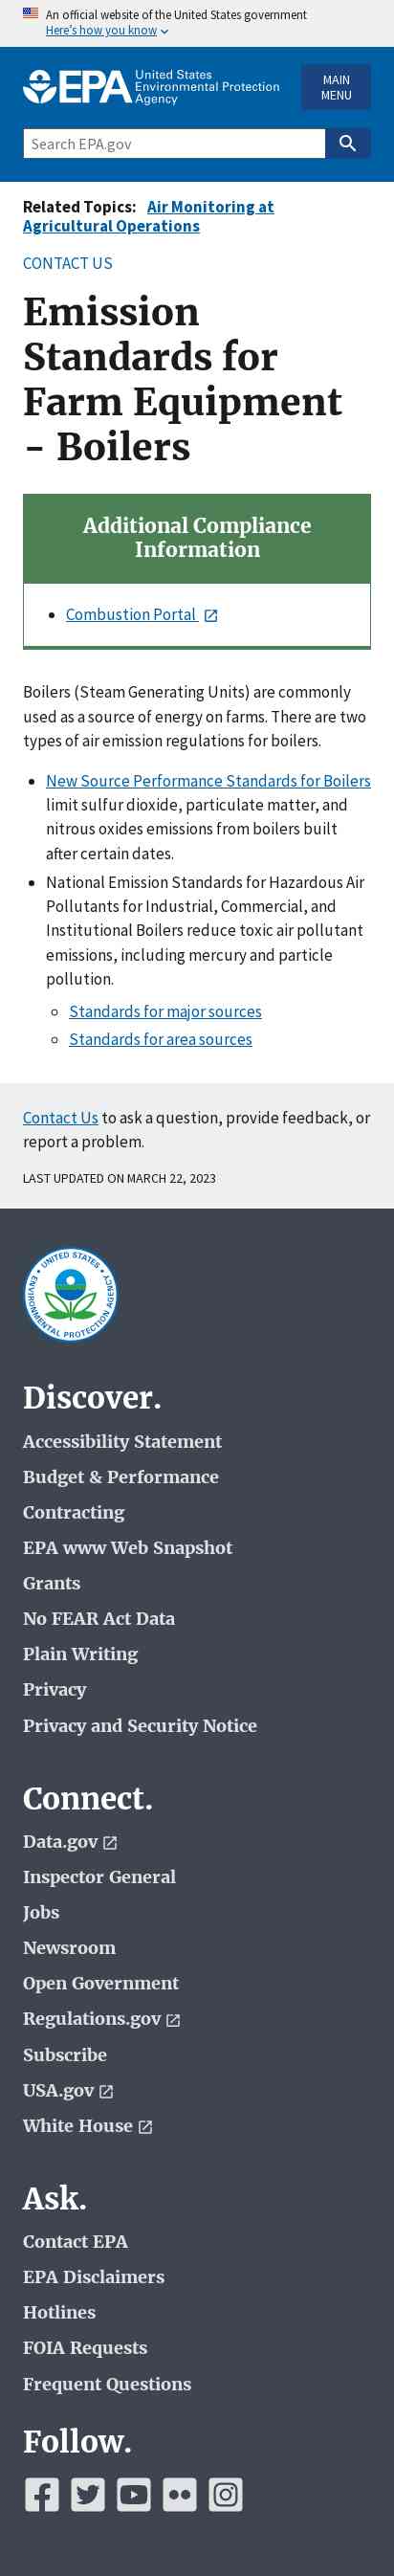 An official website of the United States government
Here's how you know
EPA United States
Environmental Protection
Agency
MAIN
MENU
Search EPA.gov
Related Topics: Air Monitoring at
Agricultural Operations
CONTACT US
Emission
Standards for
Farm Equipment
- Boilers
Additional Compliance
Information
Combustion Portal
Boilers (Steam Generating Units) are commonly
used as a source of energy on farms. There are two
types of air emission regulations for boilers.
New Source Performance Standards for Boilers
limit sulfur dioxide, particulate matter, and
nitrous oxides emissions from boilers built
after certain dates.
National Emission Standards for Hazardous Air
Pollutants for Industrial, Commercial, and
Institutional Boilers reduce toxic air pollutant
emissions, including mercury and particle
pollution.
Standards for major sources
Standards for area sources
Contact Us to ask a question, provide feedback, or
report a problem.
LAST UPDATED ON MARCH 22, 2023
UNITED STATES
ENVIRONMENTAL PROTECTION AGENCY
Discover.
Accessibility Statement
Budget & Performance
Contracting
EPA www Web Snapshot
Grants
No FEAR Act Data
Plain Writing
Privacy
Privacy and Security Notice
Connect.
Data.gov
Inspector General
Jobs
Newsroom
Open Government
Regulations.gov
Subscribe
USA.gov
White House
Ask.
Contact EPA
EPA Disclaimers
Hotlines
FOIA Requests
Frequent Questions
Follow.